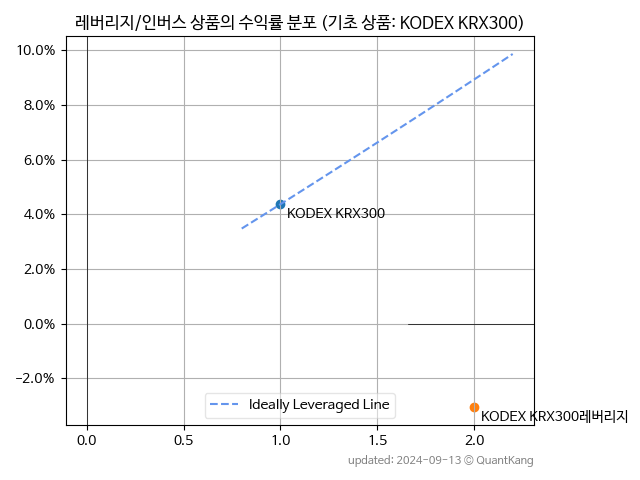 레버리지/인버스 상품의 수익률 분포 (기초 상품: KODEX KRX300)
10.0%
8.0%
6.0%
4.0%
2.0%
0.0%
−2.0%
KODEX KRX300
Ideally Leveraged Line
KODEX KRX300레버리지
0.0 0.5 1.0 1.5 2.0
updated: 2024-09-13 © QuantKang